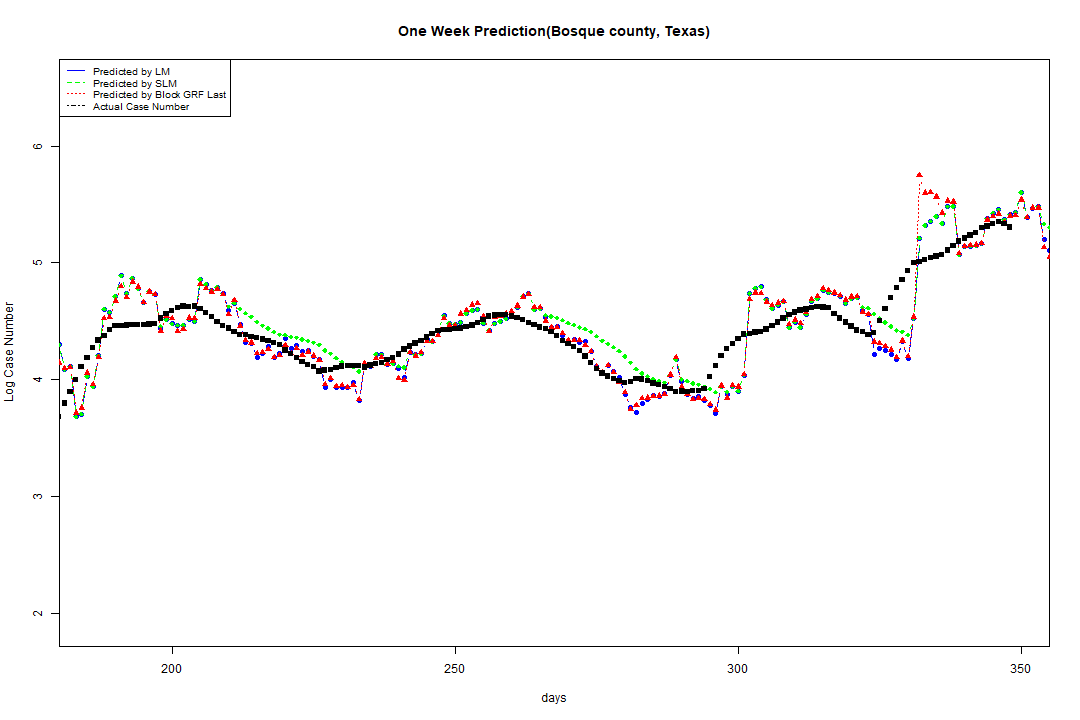 One Week Prediction(Bosque county, Texas)
Predicted by LM
Predicted by SLM
Predicted by Block GRF Last
Actual Case Number
6
5
4
3
2
Log Case Number
200 250 300 350
days